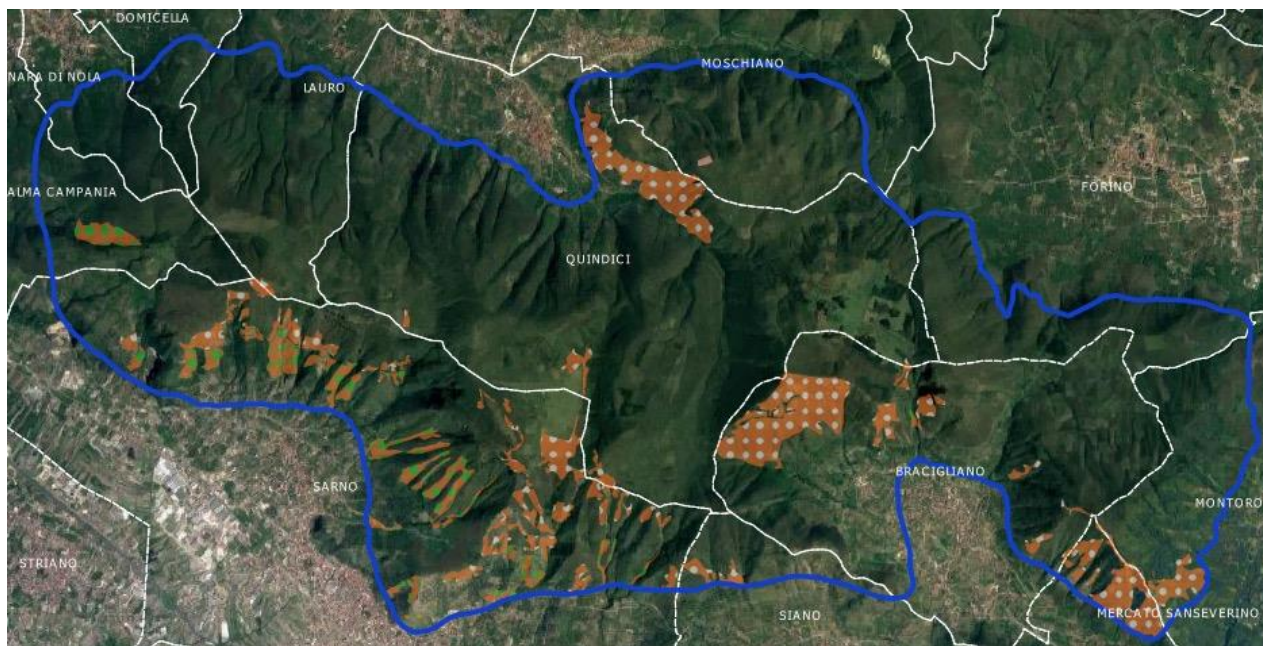 DOMICELLA
MOSCHIANO
NARA DI NOLA
LAURO
FORINO
ALMA CAMPANIA
QUINDICI
BRACIGLIANO
SARNO
MONTORO
STRIANO
SIANO
MERCATO SANSEVERINO